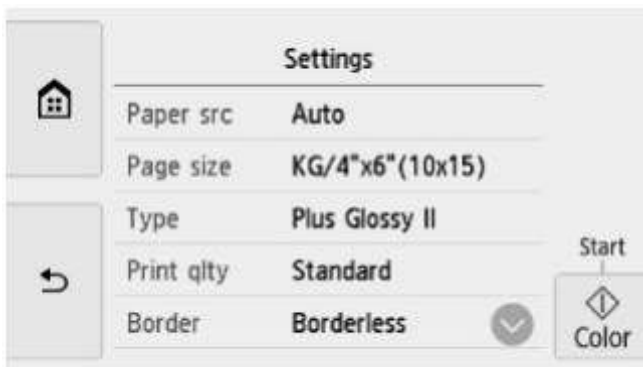 Settings
Paper src Auto
Page size KG/4"x6"(10x15)
Type Plus Glossy II
Print qlty Standard
Border Borderless
Start
Color